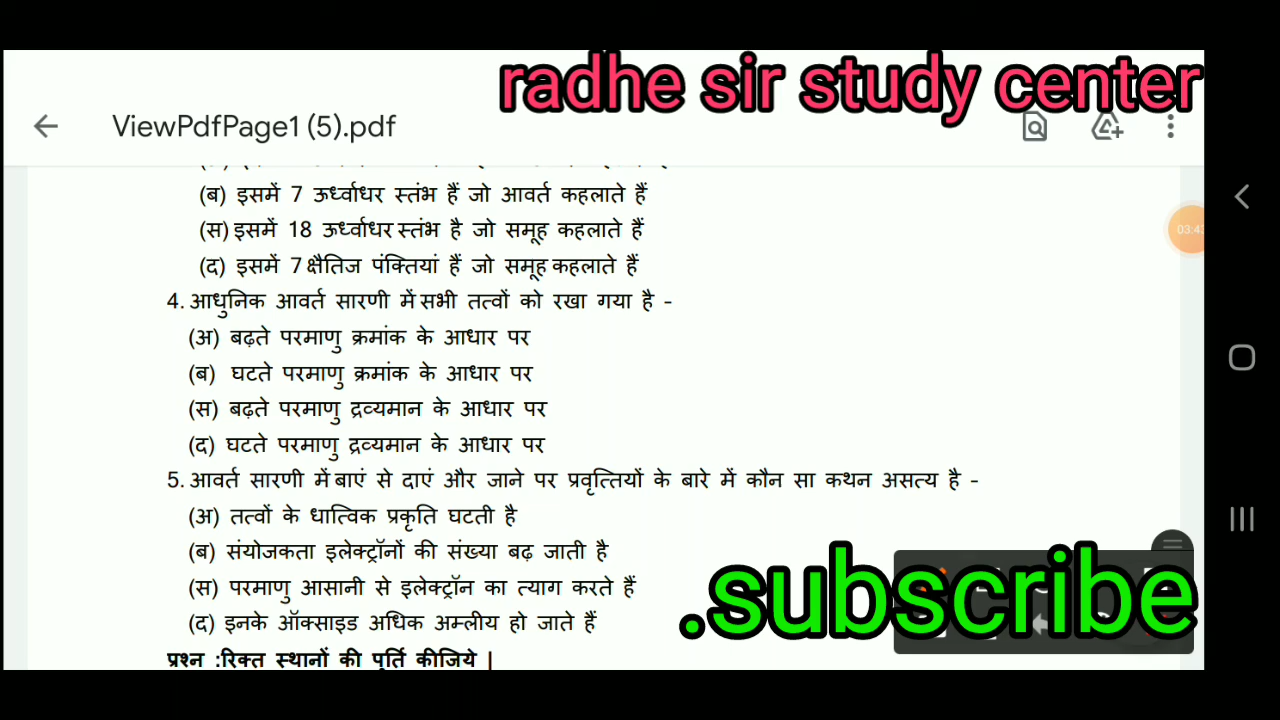 radhe sir study center
ViewPdfPage1 (5).pdf
(ब) इसमें 7 ऊर्ध्वाधर स्तंभ हैं जो आवर्त कहलाते हैं
(स) इसमें 18 ऊर्ध्वाधर स्तंभ है जो समूह कहलाते हैं
03:43
(द) इसमें 7 क्षैतिज पंक्तियां हैं जो समूह कहलाते हैं
4. आधुनिक आवर्त सारणी में सभी तत्वों को रखा गया है -
(अ) बढ़ते परमाणु क्रमांक के आधार पर
(ब) घटते परमाणु क्रमांक के आधार पर
(स) बढ़ते परमाणु द्रव्यमान के आधार पर
(द) घटते परमाणु द्रव्यमान के आधार पर
5. आवर्त सारणी में बाएं से दाएं और जाने पर प्रवृत्तियों के बारे में कौन सा कथन असत्य है -
(अ) तत्वों के धात्विक प्रकृति घटती है
(ब) संयोजकता इलेक्ट्रॉनों की संख्या बढ़ जाती है
(स) परमाणु आसानी से इलेक्ट्रॉन का त्याग करते हैं
(द) इनके ऑक्साइड अधिक अम्लीय हो जाते हैं
.subscribe
प्रश्न :रिक्त स्थानों की पूर्ति कीजिये |